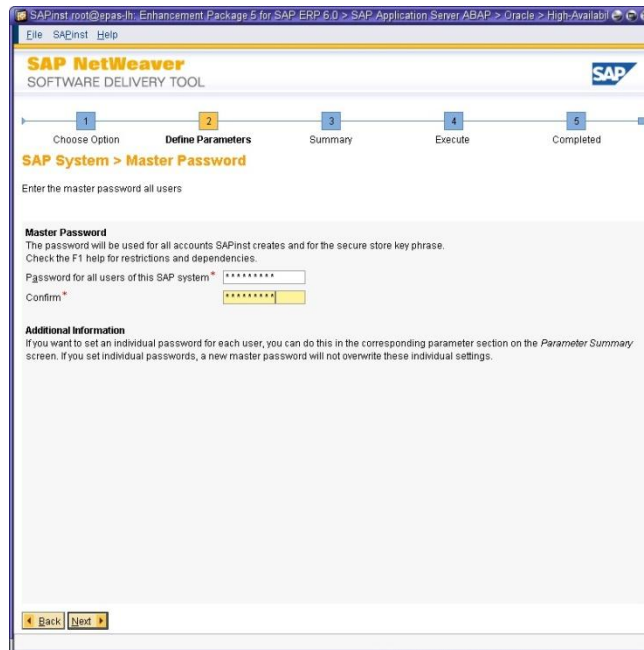 SAPinst root@epas-lh: Enhancement Package 5 for SAP ERP 6.0 > SAP Application Server ABAP > Oracle > High-Availabil
File SAPinst Help
SAP NetWeaver
SOFTWARE DELIVERY TOOL
SAP
1 2 3 4 5
Choose Option Define Parameters Summary Execute Completed
SAP System > Master Password
Enter the master password all users
Master Password
The password will be used for all accounts SAPinst creates and for the secure store key phrase.
Check the F1 help for restrictions and dependencies.
Password for all users of this SAP system* *********
Confirm* *********
Additional Information
If you want to set an individual password for each user, you can do this in the corresponding parameter section on the Parameter Summary
screen. If you set individual passwords, a new master password will not overwrite these individual settings.
Back Next